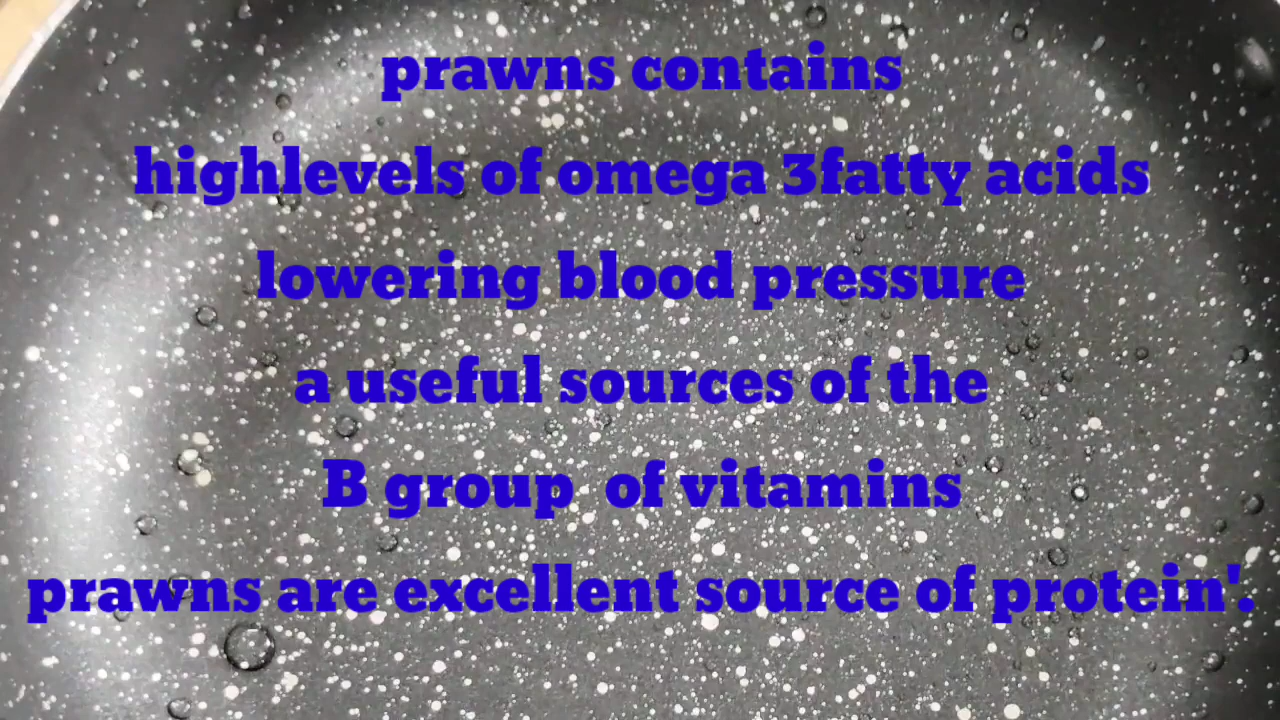 prawns contains
highlevels of omega 3fatty acids
lowering blood pressure
a useful sources of the
B group  of vitamins
prawns are excellent source of protein'.